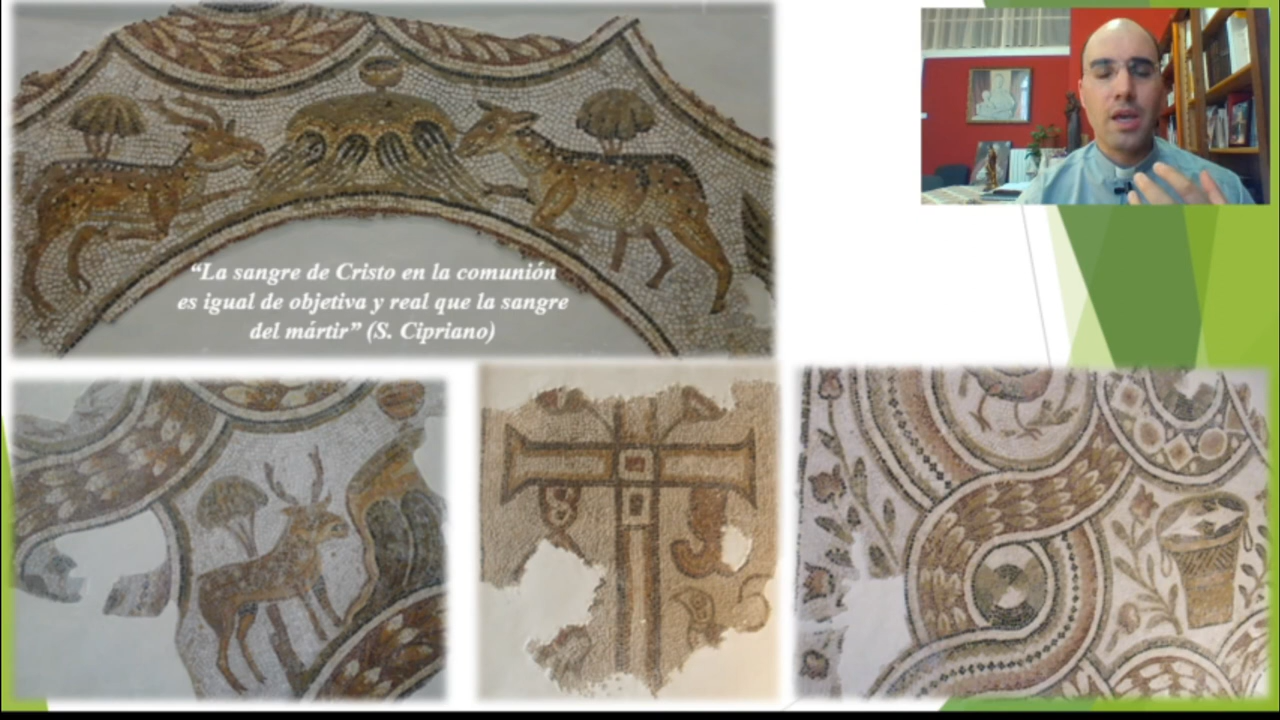 “La sangre de Cristo en la comunión
es igual de objetiva y real que la sangre
del mártir” (S. Cipriano)